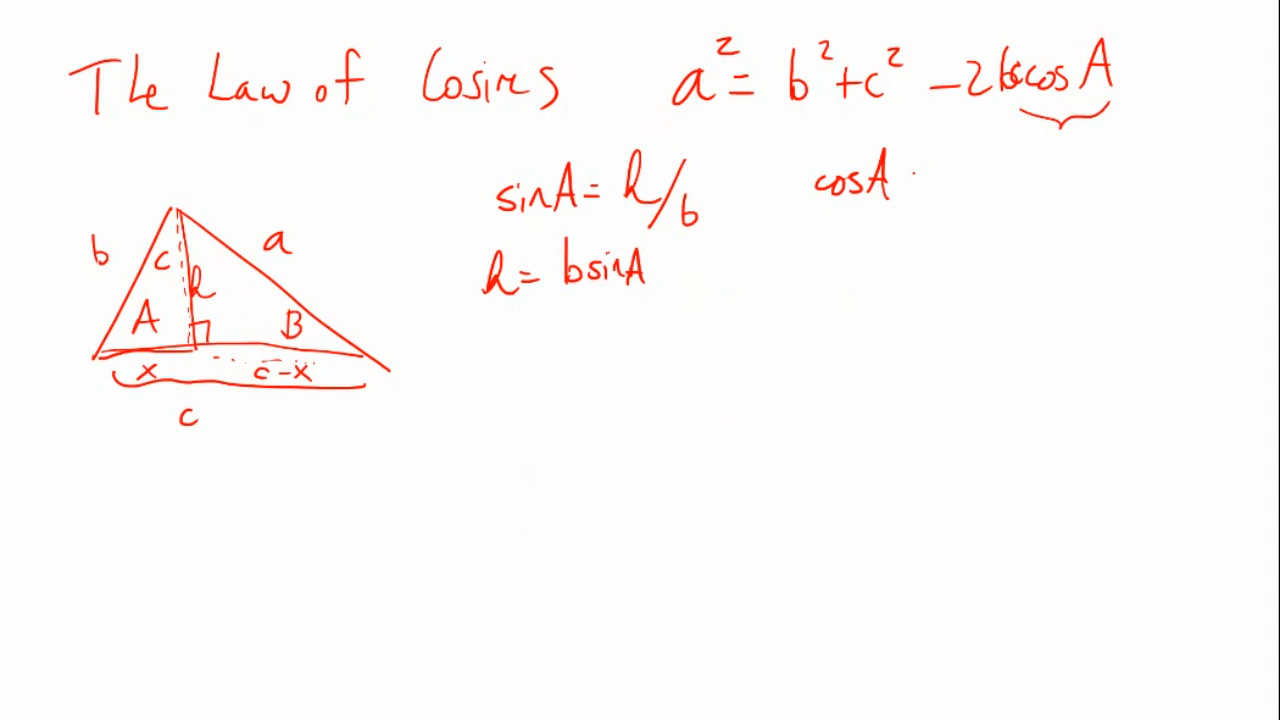 The Law of Cosines a² = b² + c² - 2bccos A
sinA = h/b cosA
h = bsinA
b a
C h
A B
x c-x
c